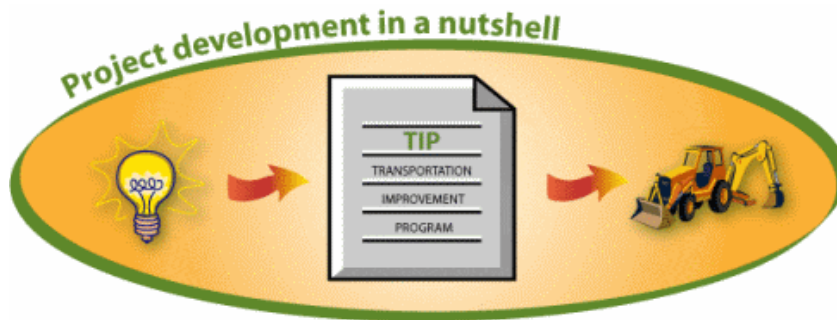 Project development in a nutshell
TIP
TRANSPORTATION
IMPROVEMENT
PROGRAM